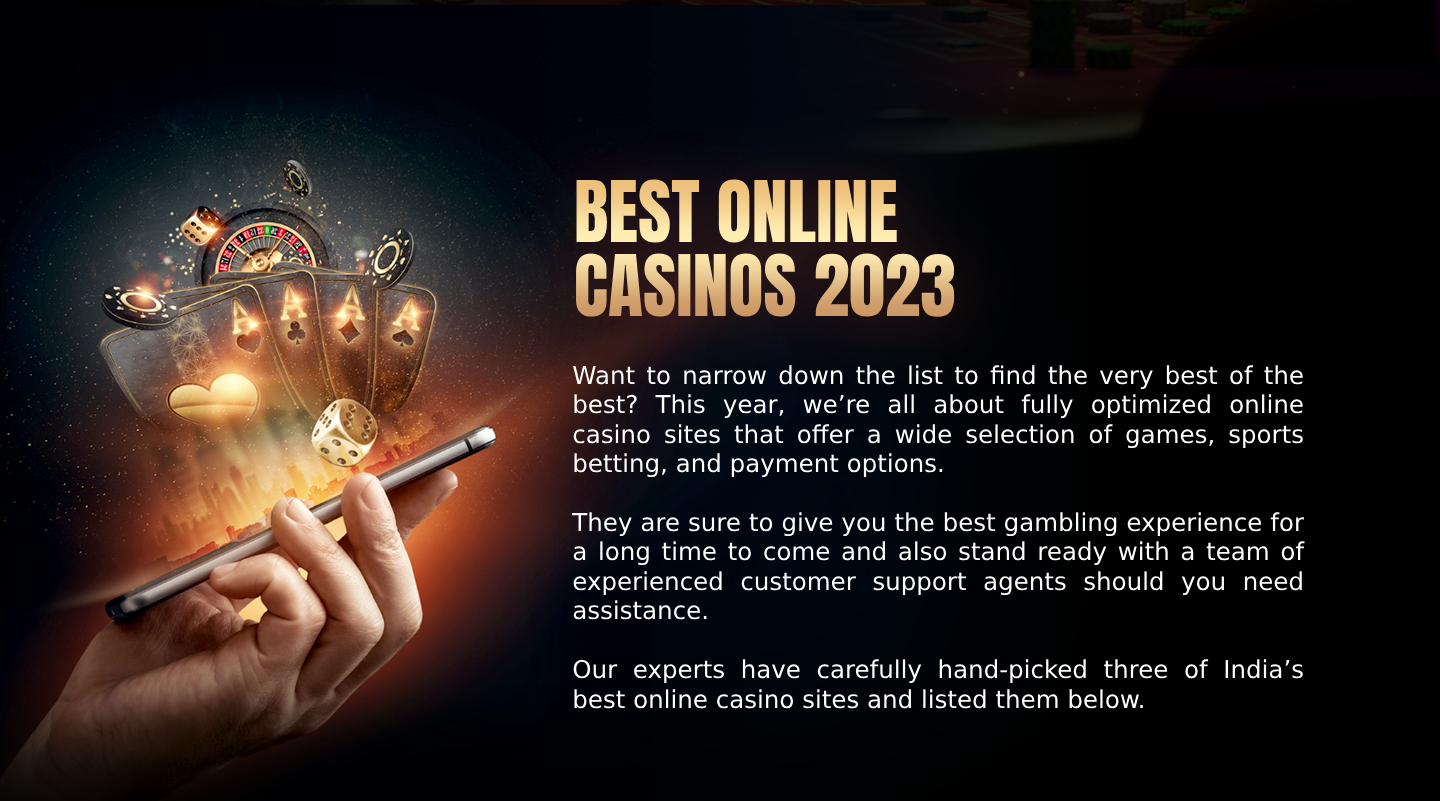 BEST ONLINE
CASINOS 2023
Want to narrow down the list to find the very best of the
best? This year, we’re all about fully optimized online
casino sites that offer a wide selection of games, sports
betting, and payment options.
They are sure to give you the best gambling experience for
a long time to come and also stand ready with a team of
experienced customer support agents should you need
assistance.
Our experts have carefully hand-picked three of India’s
best online casino sites and listed them below.
A A A A